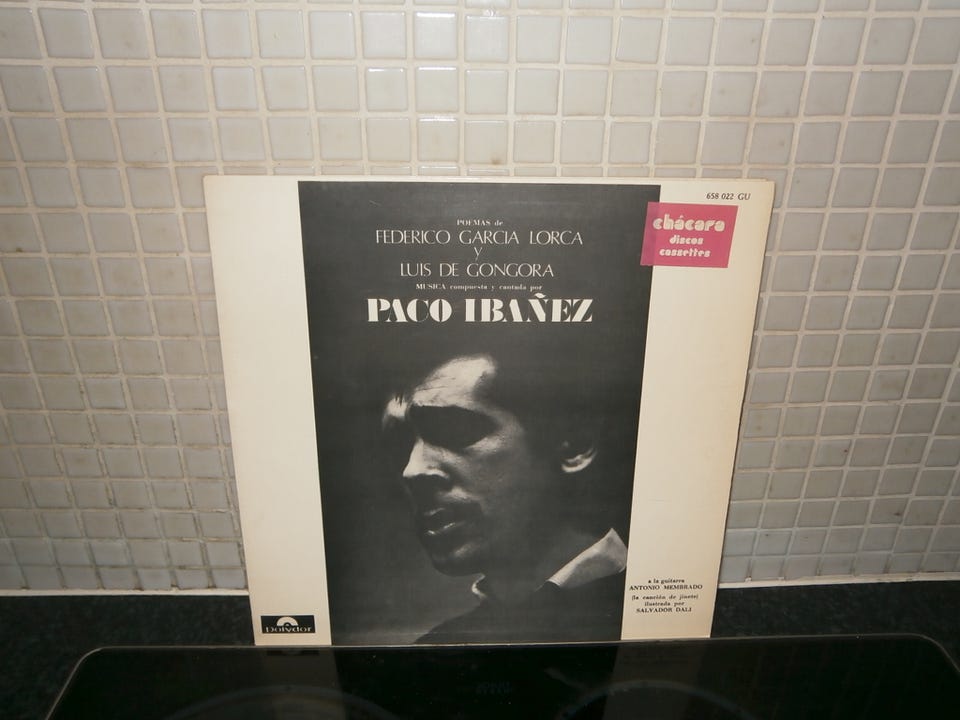 658 022 GU
chácara
discos
cassettes
POEMAS de
FEDERICO GARCIA LORCA
y
LUIS DE GONGORA
MUSICA compuesta y cantada por
PACO IBAÑEZ
a la guitarra
ANTONIO MEMBRADO
(la canción de jinete)
ilustrada por
SALVADOR DALI
Polydor